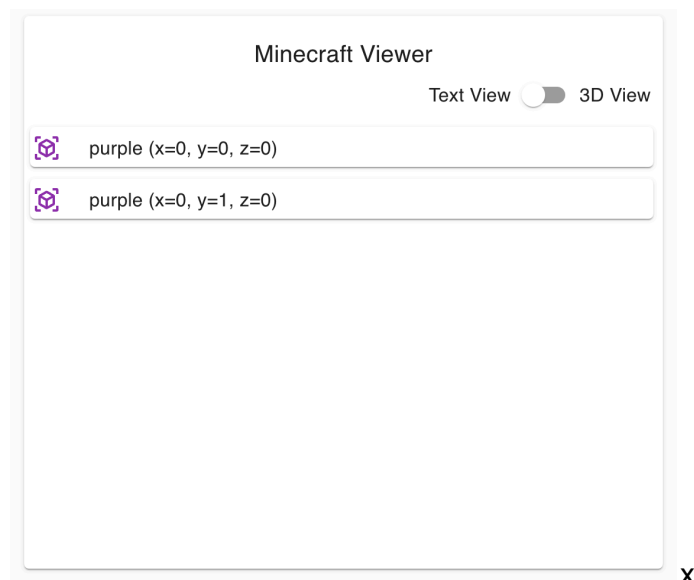 Minecraft Viewer
Text View 3D View
purple (x=0, y=0, z=0)
purple (x=0, y=1, z=0)
x